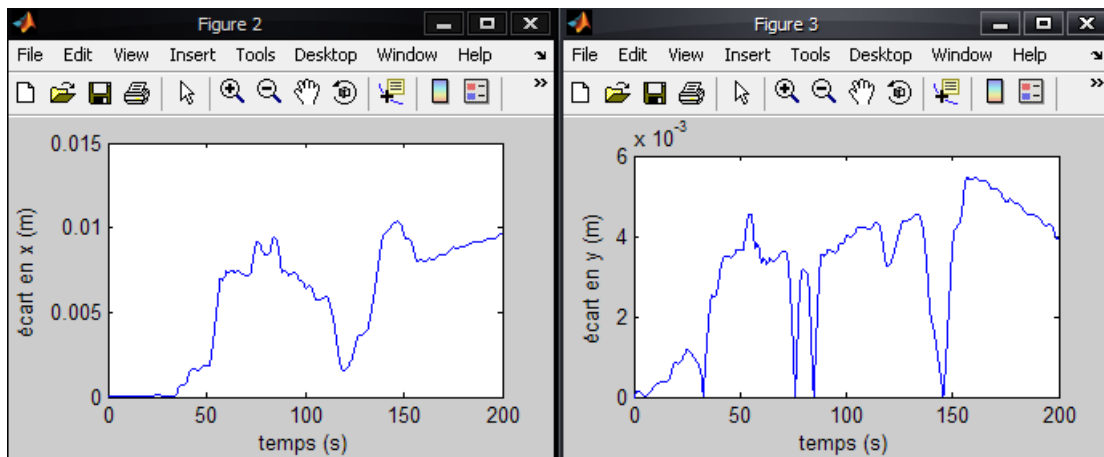 Figure 2
File Edit View Insert Tools Desktop Window Help
0.015
0.01
0.005
0
0 50 100 150 200
écart en x (m)
temps (s)
Figure 3
File Edit View Insert Tools Desktop Window Help
x 10^-3
6
4
2
0
0 50 100 150 200
écart en y (m)
temps (s)